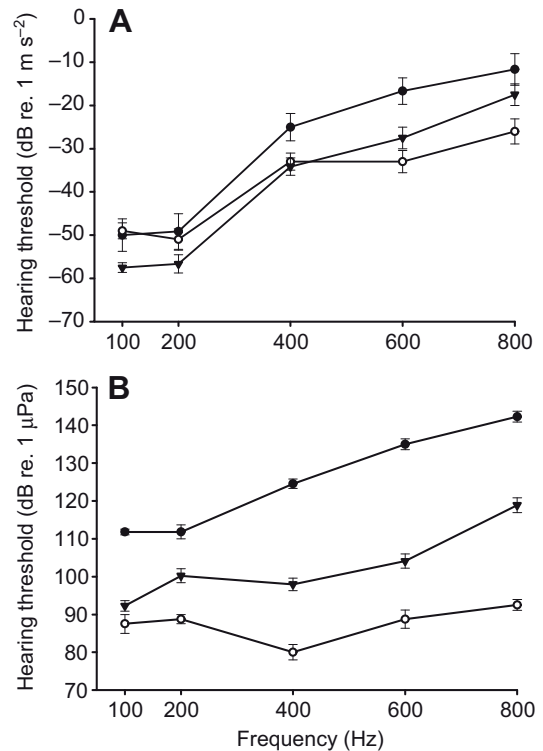 A
Hearing threshold (dB re. 1 m s⁻²)
0
–10
–20
–30
–40
–50
–60
–70
100 200 400 600 800
B
Hearing threshold (dB re. 1 μPa)
150
140
130
120
110
100
90
80
70
100 200 400 600 800
Frequency (Hz)